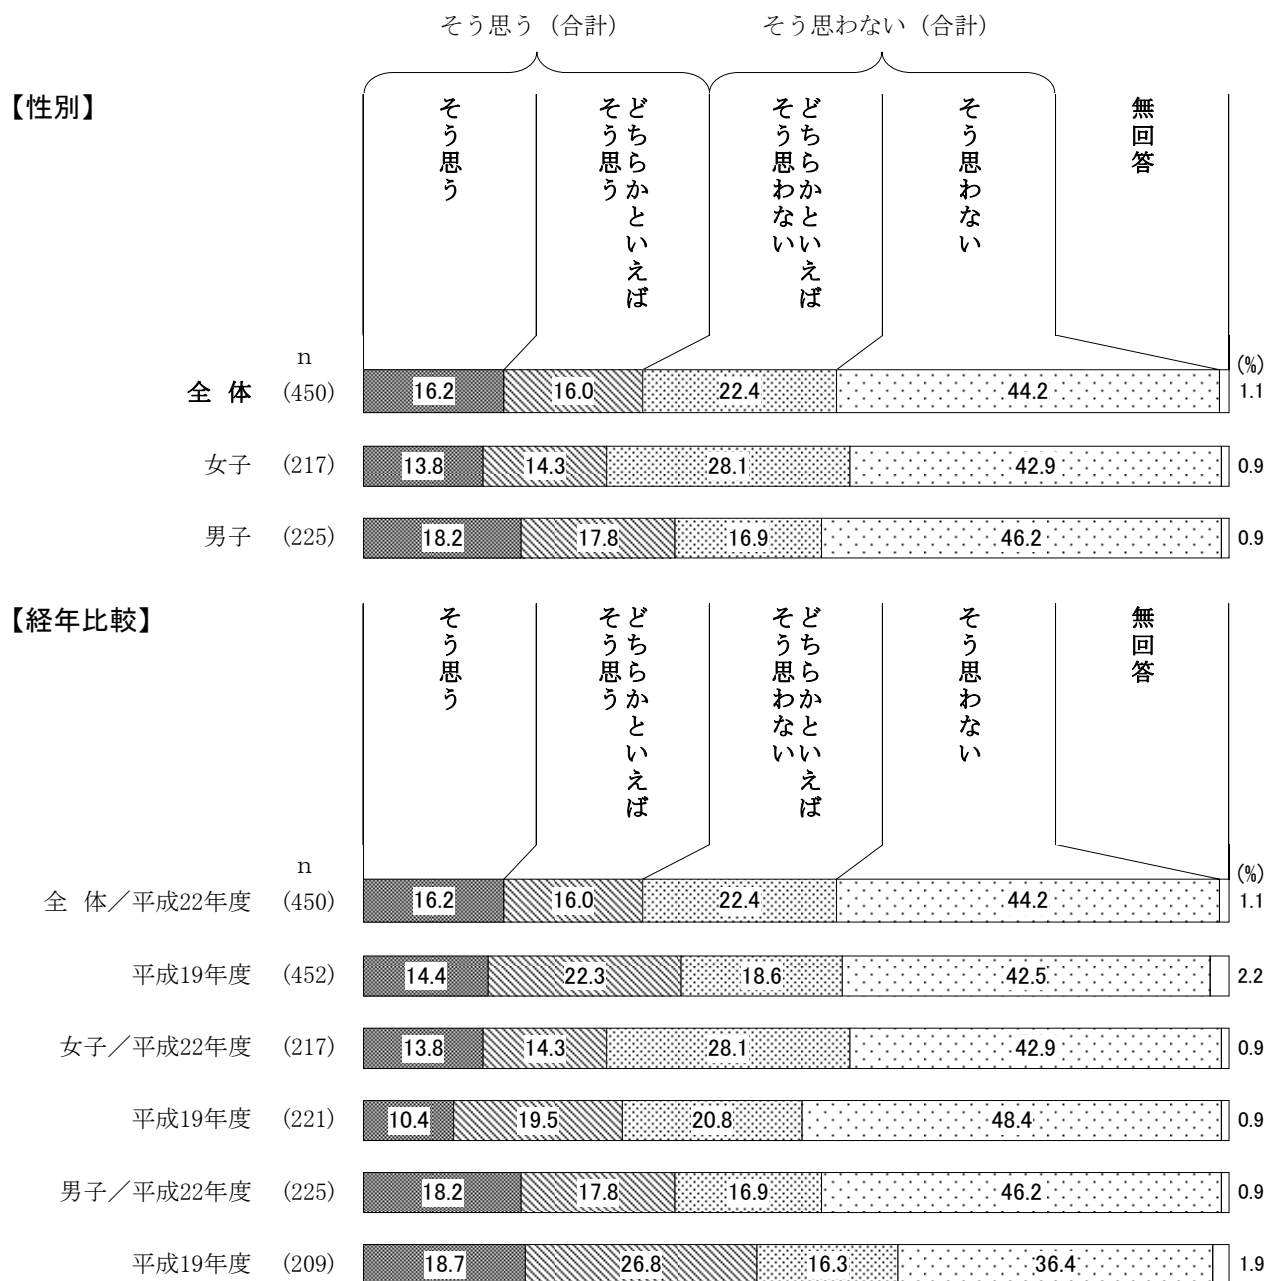 そう思う（合計）
そう思わない（合計）
【性別】
そう思う
どちらかといえば
そう思う
どちらかといえば
そう思わない
そう思わない
無回答
n
(%)
全 体 (450) 16.2 16.0 22.4 44.2 1.1
女子 (217) 13.8 14.3 28.1 42.9 0.9
男子 (225) 18.2 17.8 16.9 46.2 0.9
【経年比較】
そう思う
どちらかといえば
そう思う
どちらかといえば
そう思わない
そう思わない
無回答
n
(%)
全 体／平成22年度 (450) 16.2 16.0 22.4 44.2 1.1
平成19年度 (452) 14.4 22.3 18.6 42.5 2.2
女子／平成22年度 (217) 13.8 14.3 28.1 42.9 0.9
平成19年度 (221) 10.4 19.5 20.8 48.4 0.9
男子／平成22年度 (225) 18.2 17.8 16.9 46.2 0.9
平成19年度 (209) 18.7 26.8 16.3 36.4 1.9